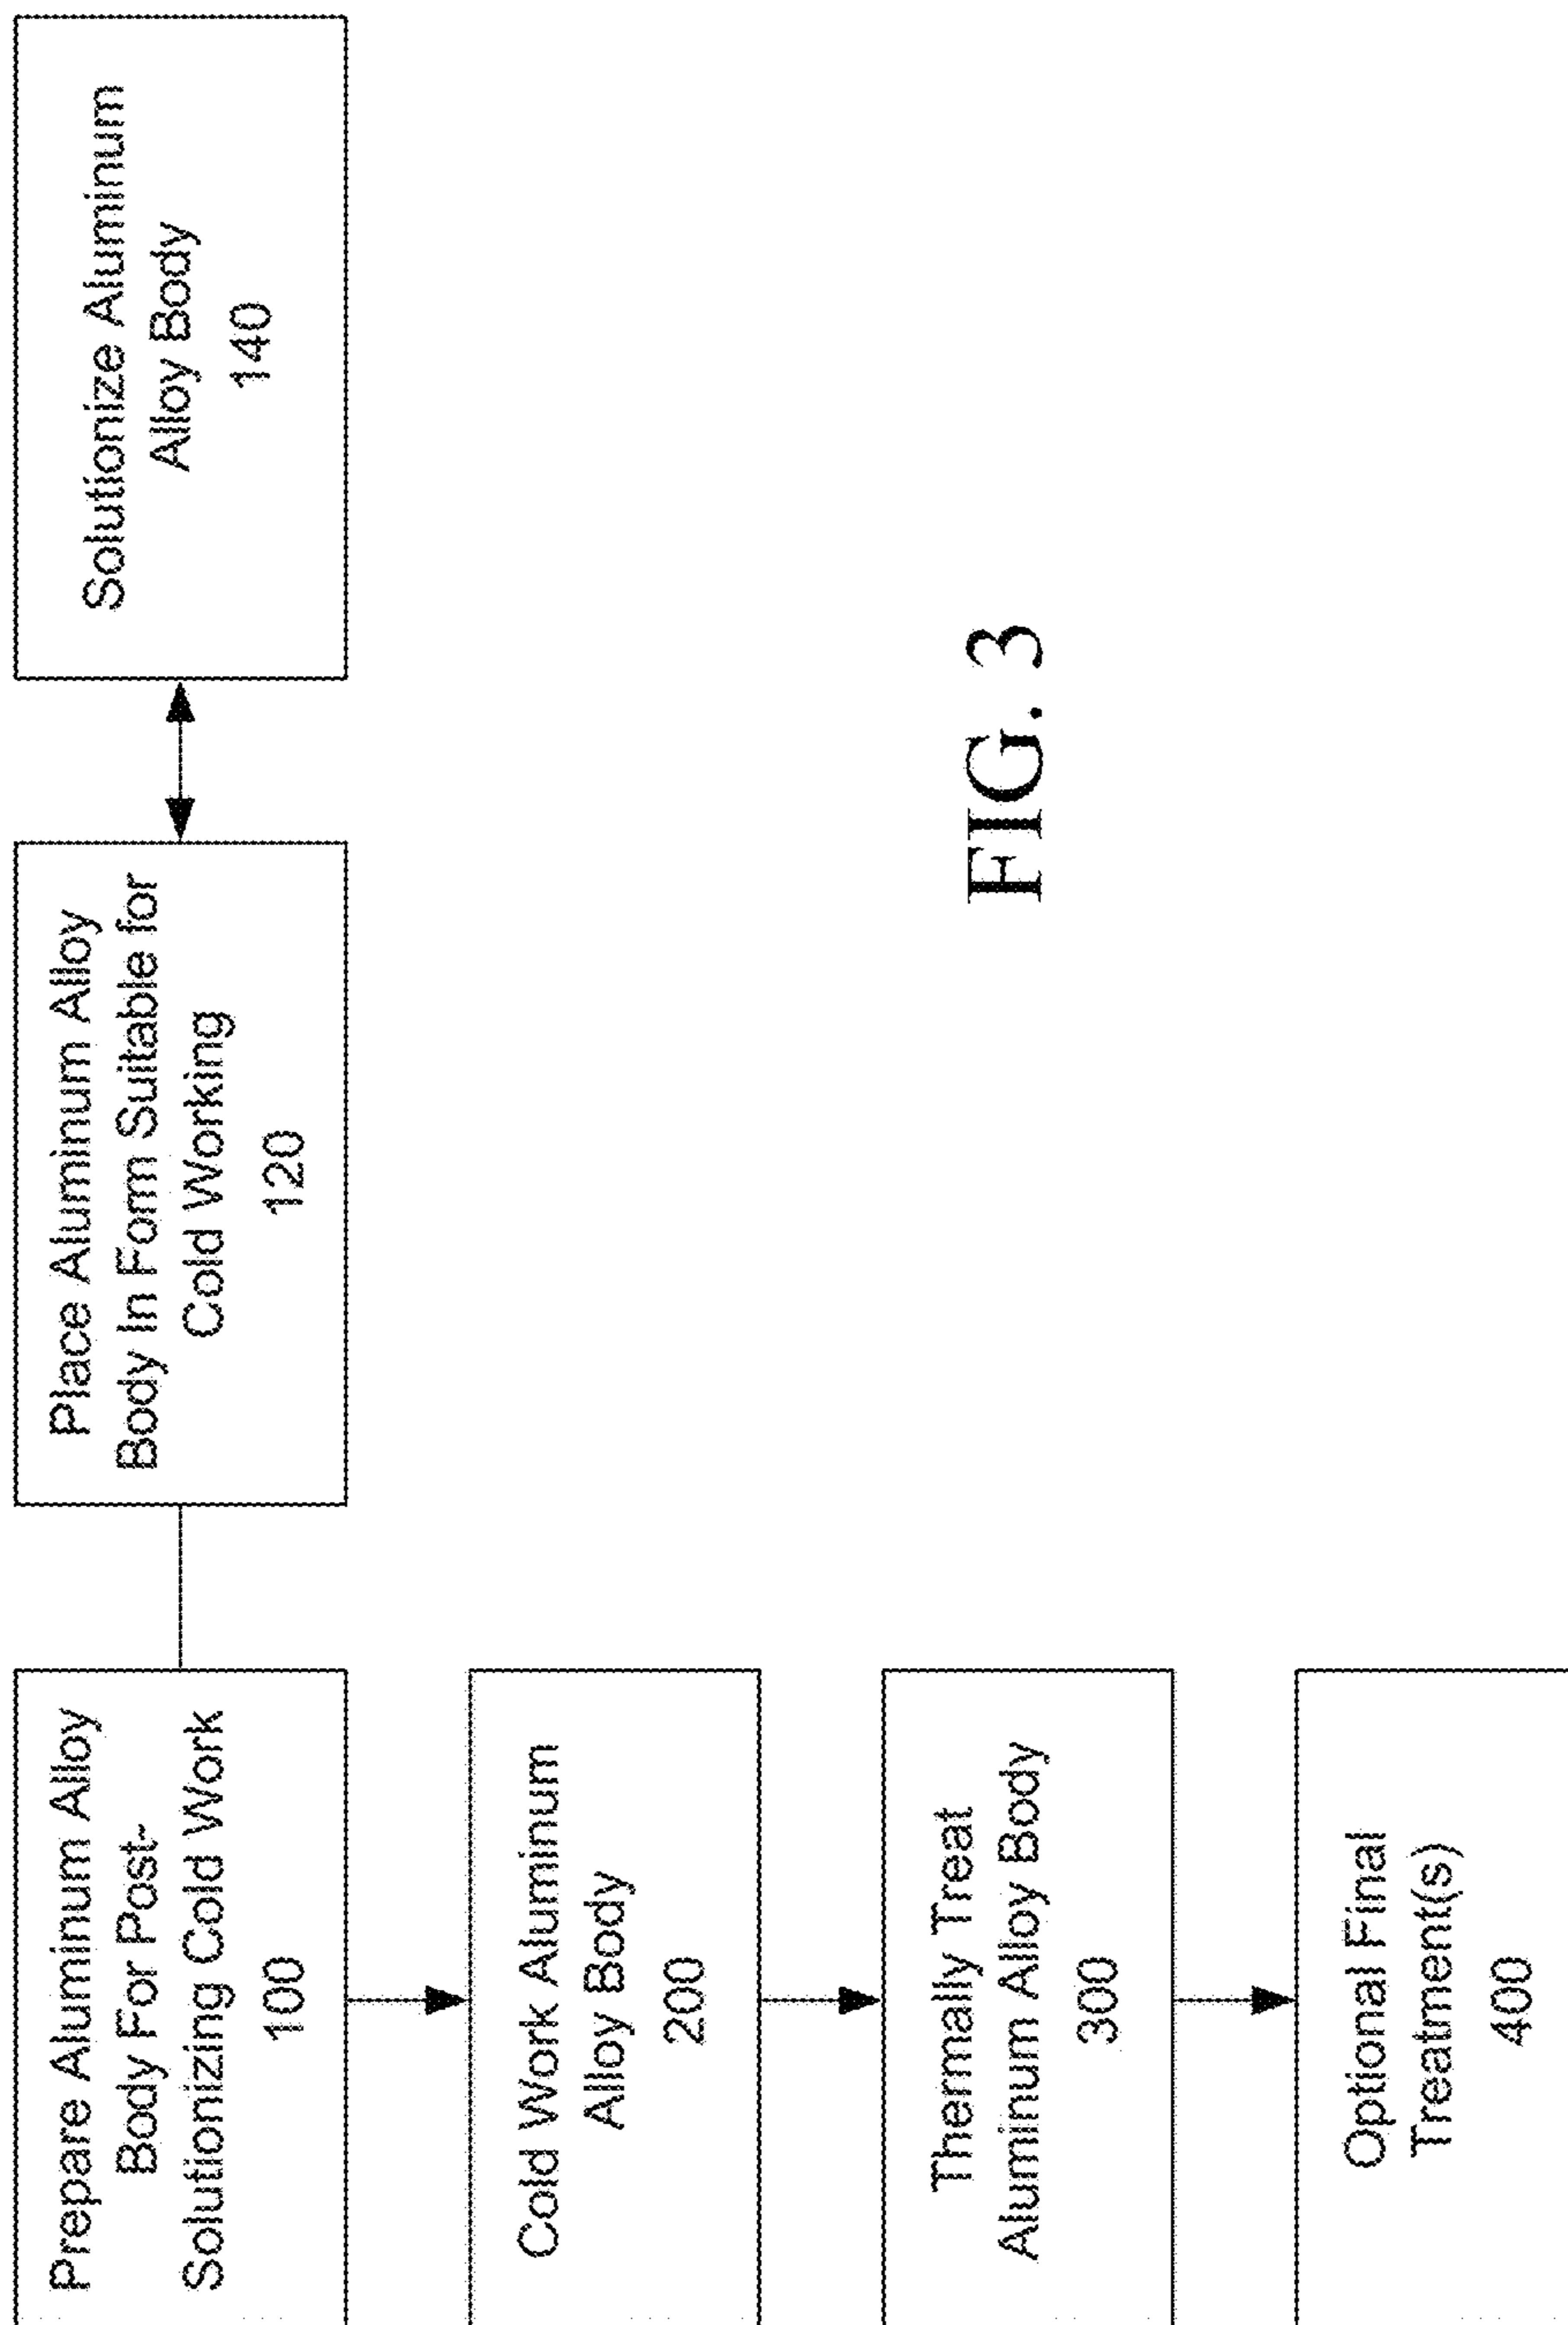 Prepare Aluminum Alloy
Body For Post-
Solutionizing Cold Work
100
Place Aluminum Alloy
Body In Form Suitable for
Cold Working
120
Solutionize Aluminum
Alloy Body
140
Cold Work Aluminum
Alloy Body
200
Thermally Treat
Aluminum Alloy Body
300
Optional Final
Treatment(s)
400
FIG. 3